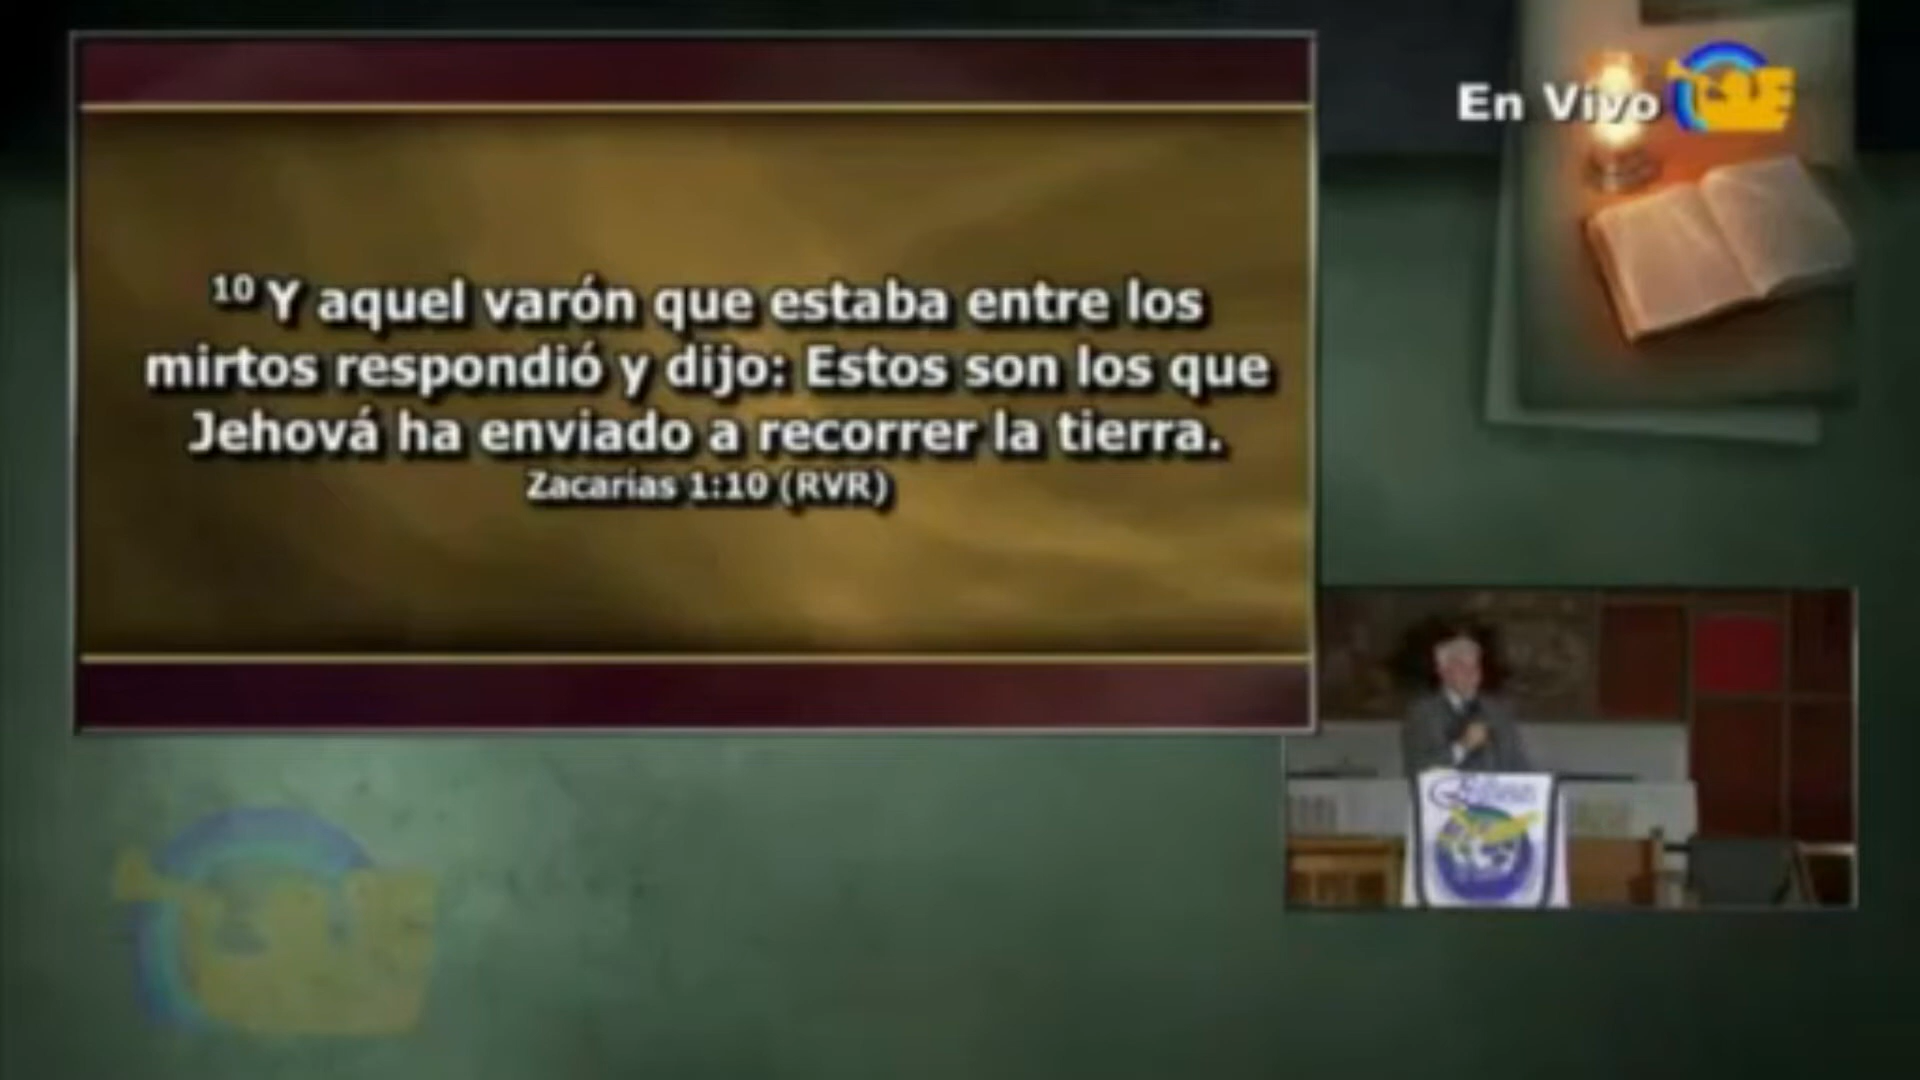 En Vivo
¹⁰ Y aquel varón que estaba entre los
mirtos respondió y dijo: Estos son los que
Jehová ha enviado a recorrer la tierra.
Zacarías 1:10 (RVR)